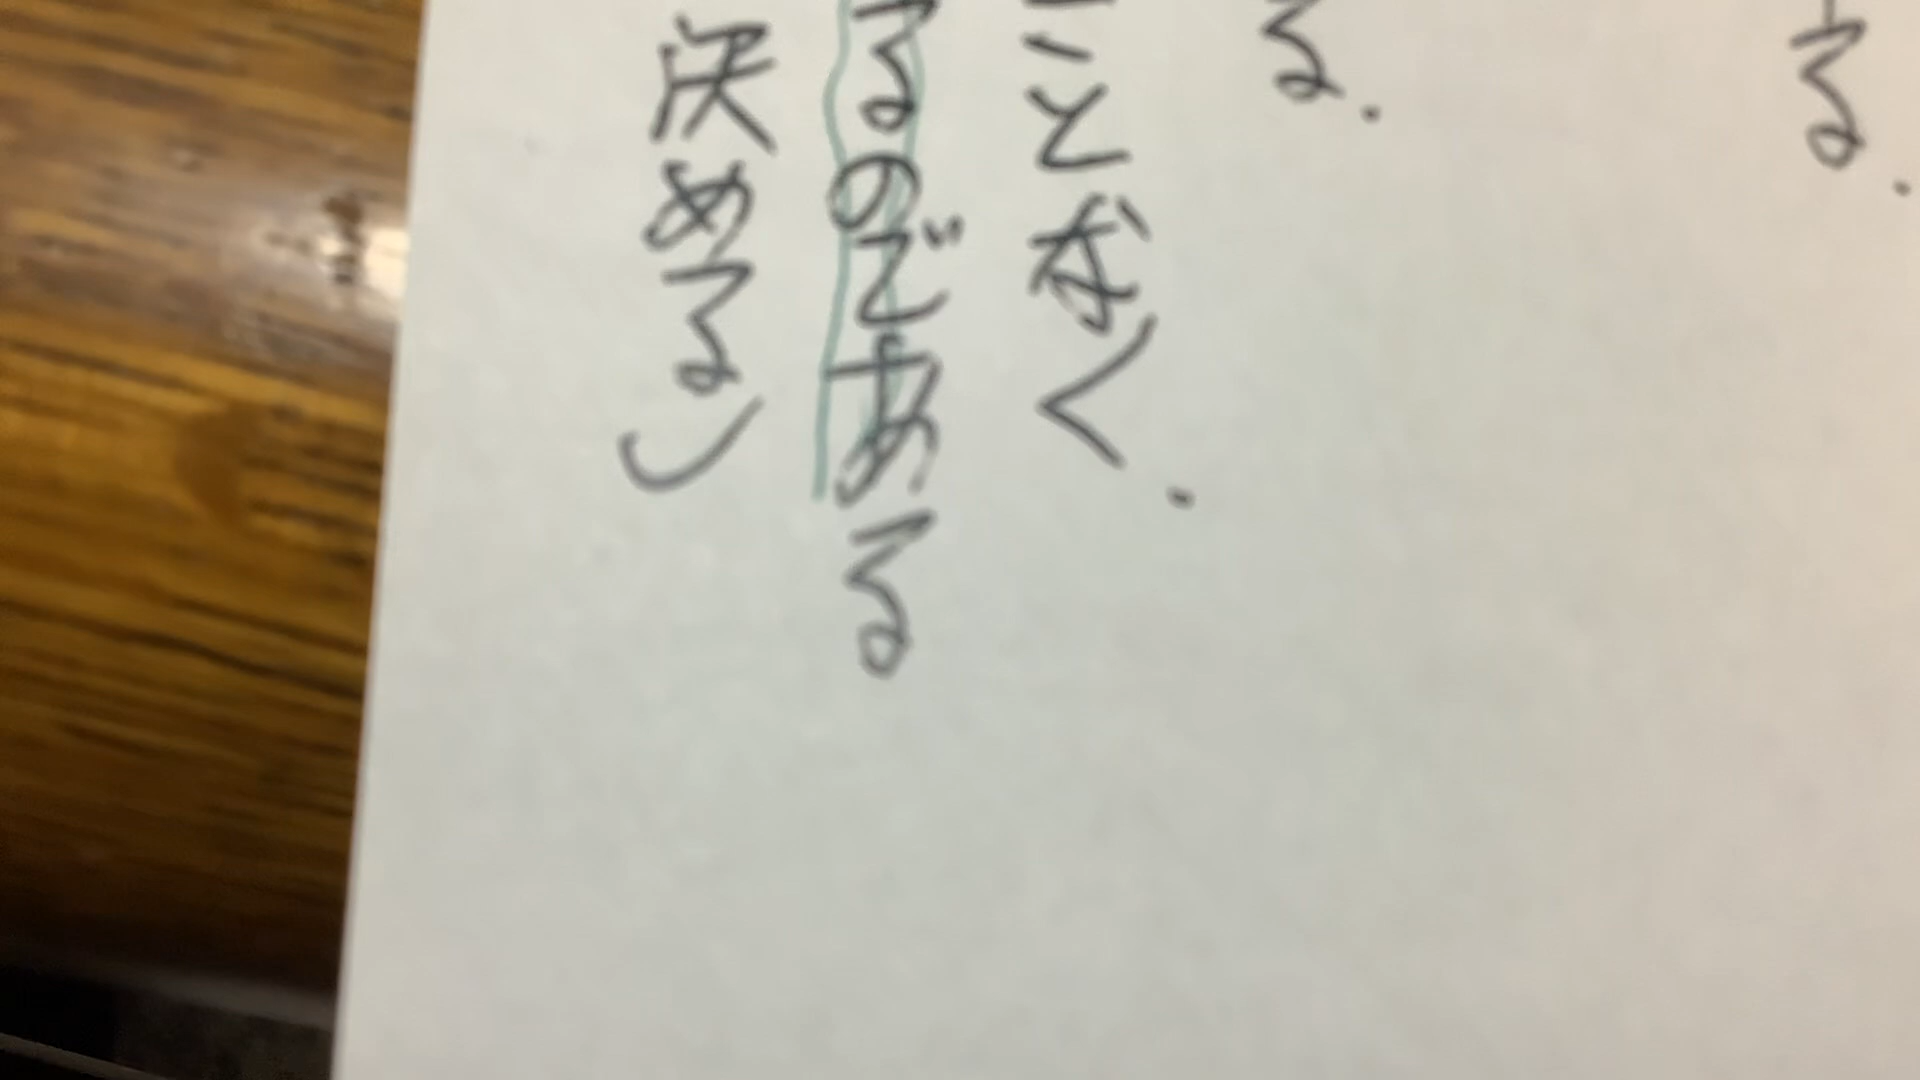 る.
る.
ことなく.
るのである
決める)